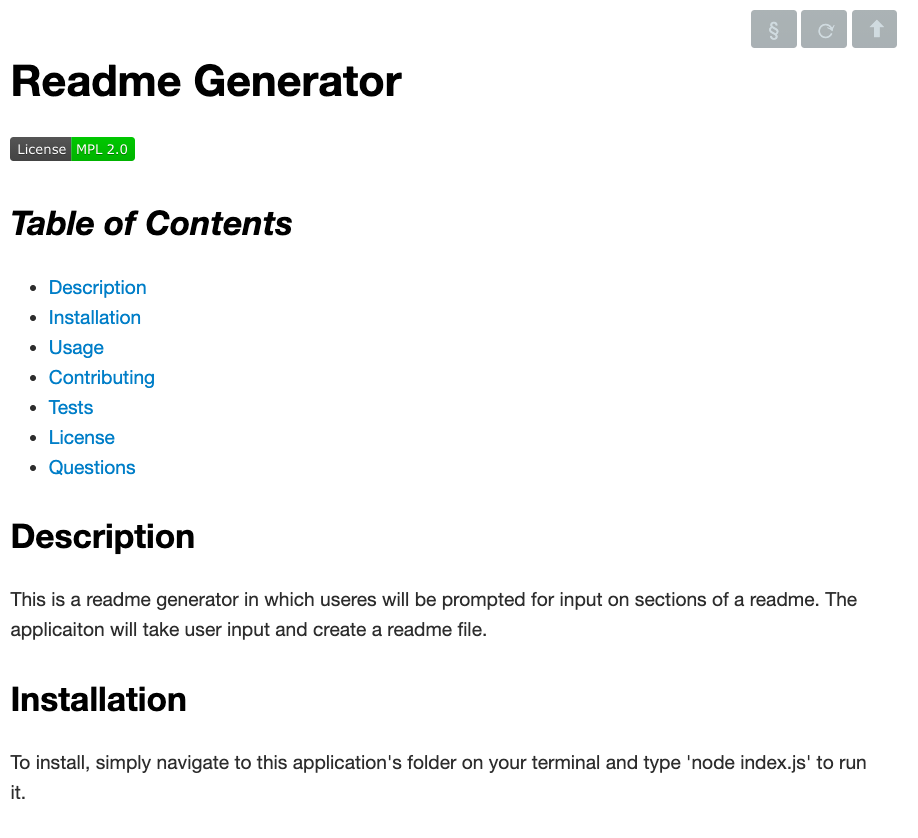 §
Readme Generator
License MPL 2.0
Table of Contents
Description
Installation
Usage
Contributing
Tests
License
Questions
Description
This is a readme generator in which useres will be prompted for input on sections of a readme. The
applicaiton will take user input and create a readme file.
Installation
To install, simply navigate to this application's folder on your terminal and type 'node index.js' to run
it.